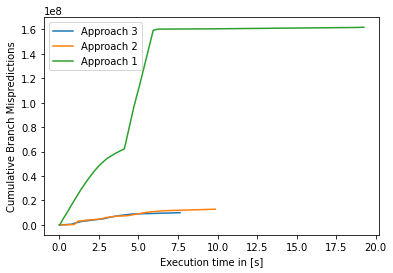 1e8
Approach 3
Approach 2
Approach 1
Cumulative Branch Mispredictions
1.6
1.4
1.2
1.0
0.8
0.6
0.4
0.2
0.0
0.0 2.5 5.0 7.5 10.0 12.5 15.0 17.5 20.0
Execution time in [s]